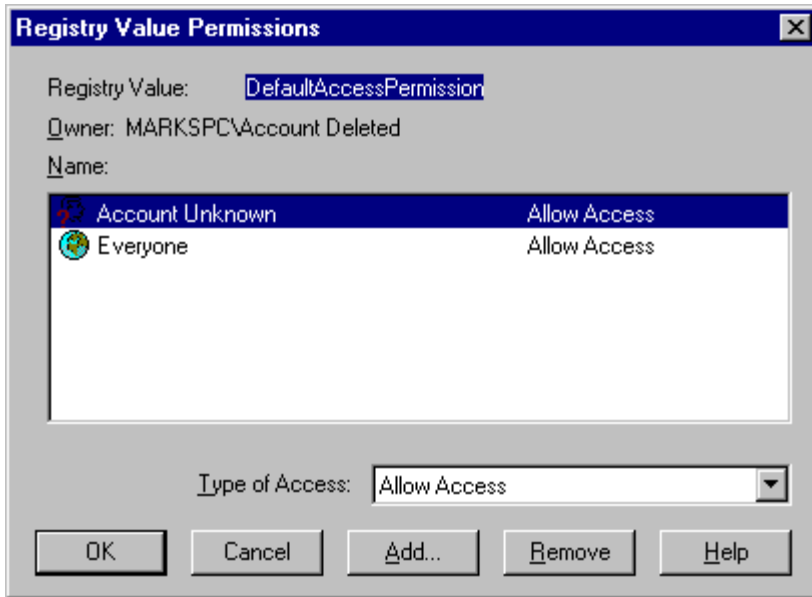 Registry Value Permissions
Registry Value: DefaultAccessPermission
Owner: MARKSPC\Account Deleted
Name:
Account Unknown Allow Access
Everyone Allow Access
Type of Access: Allow Access
OK Cancel Add... Remove Help